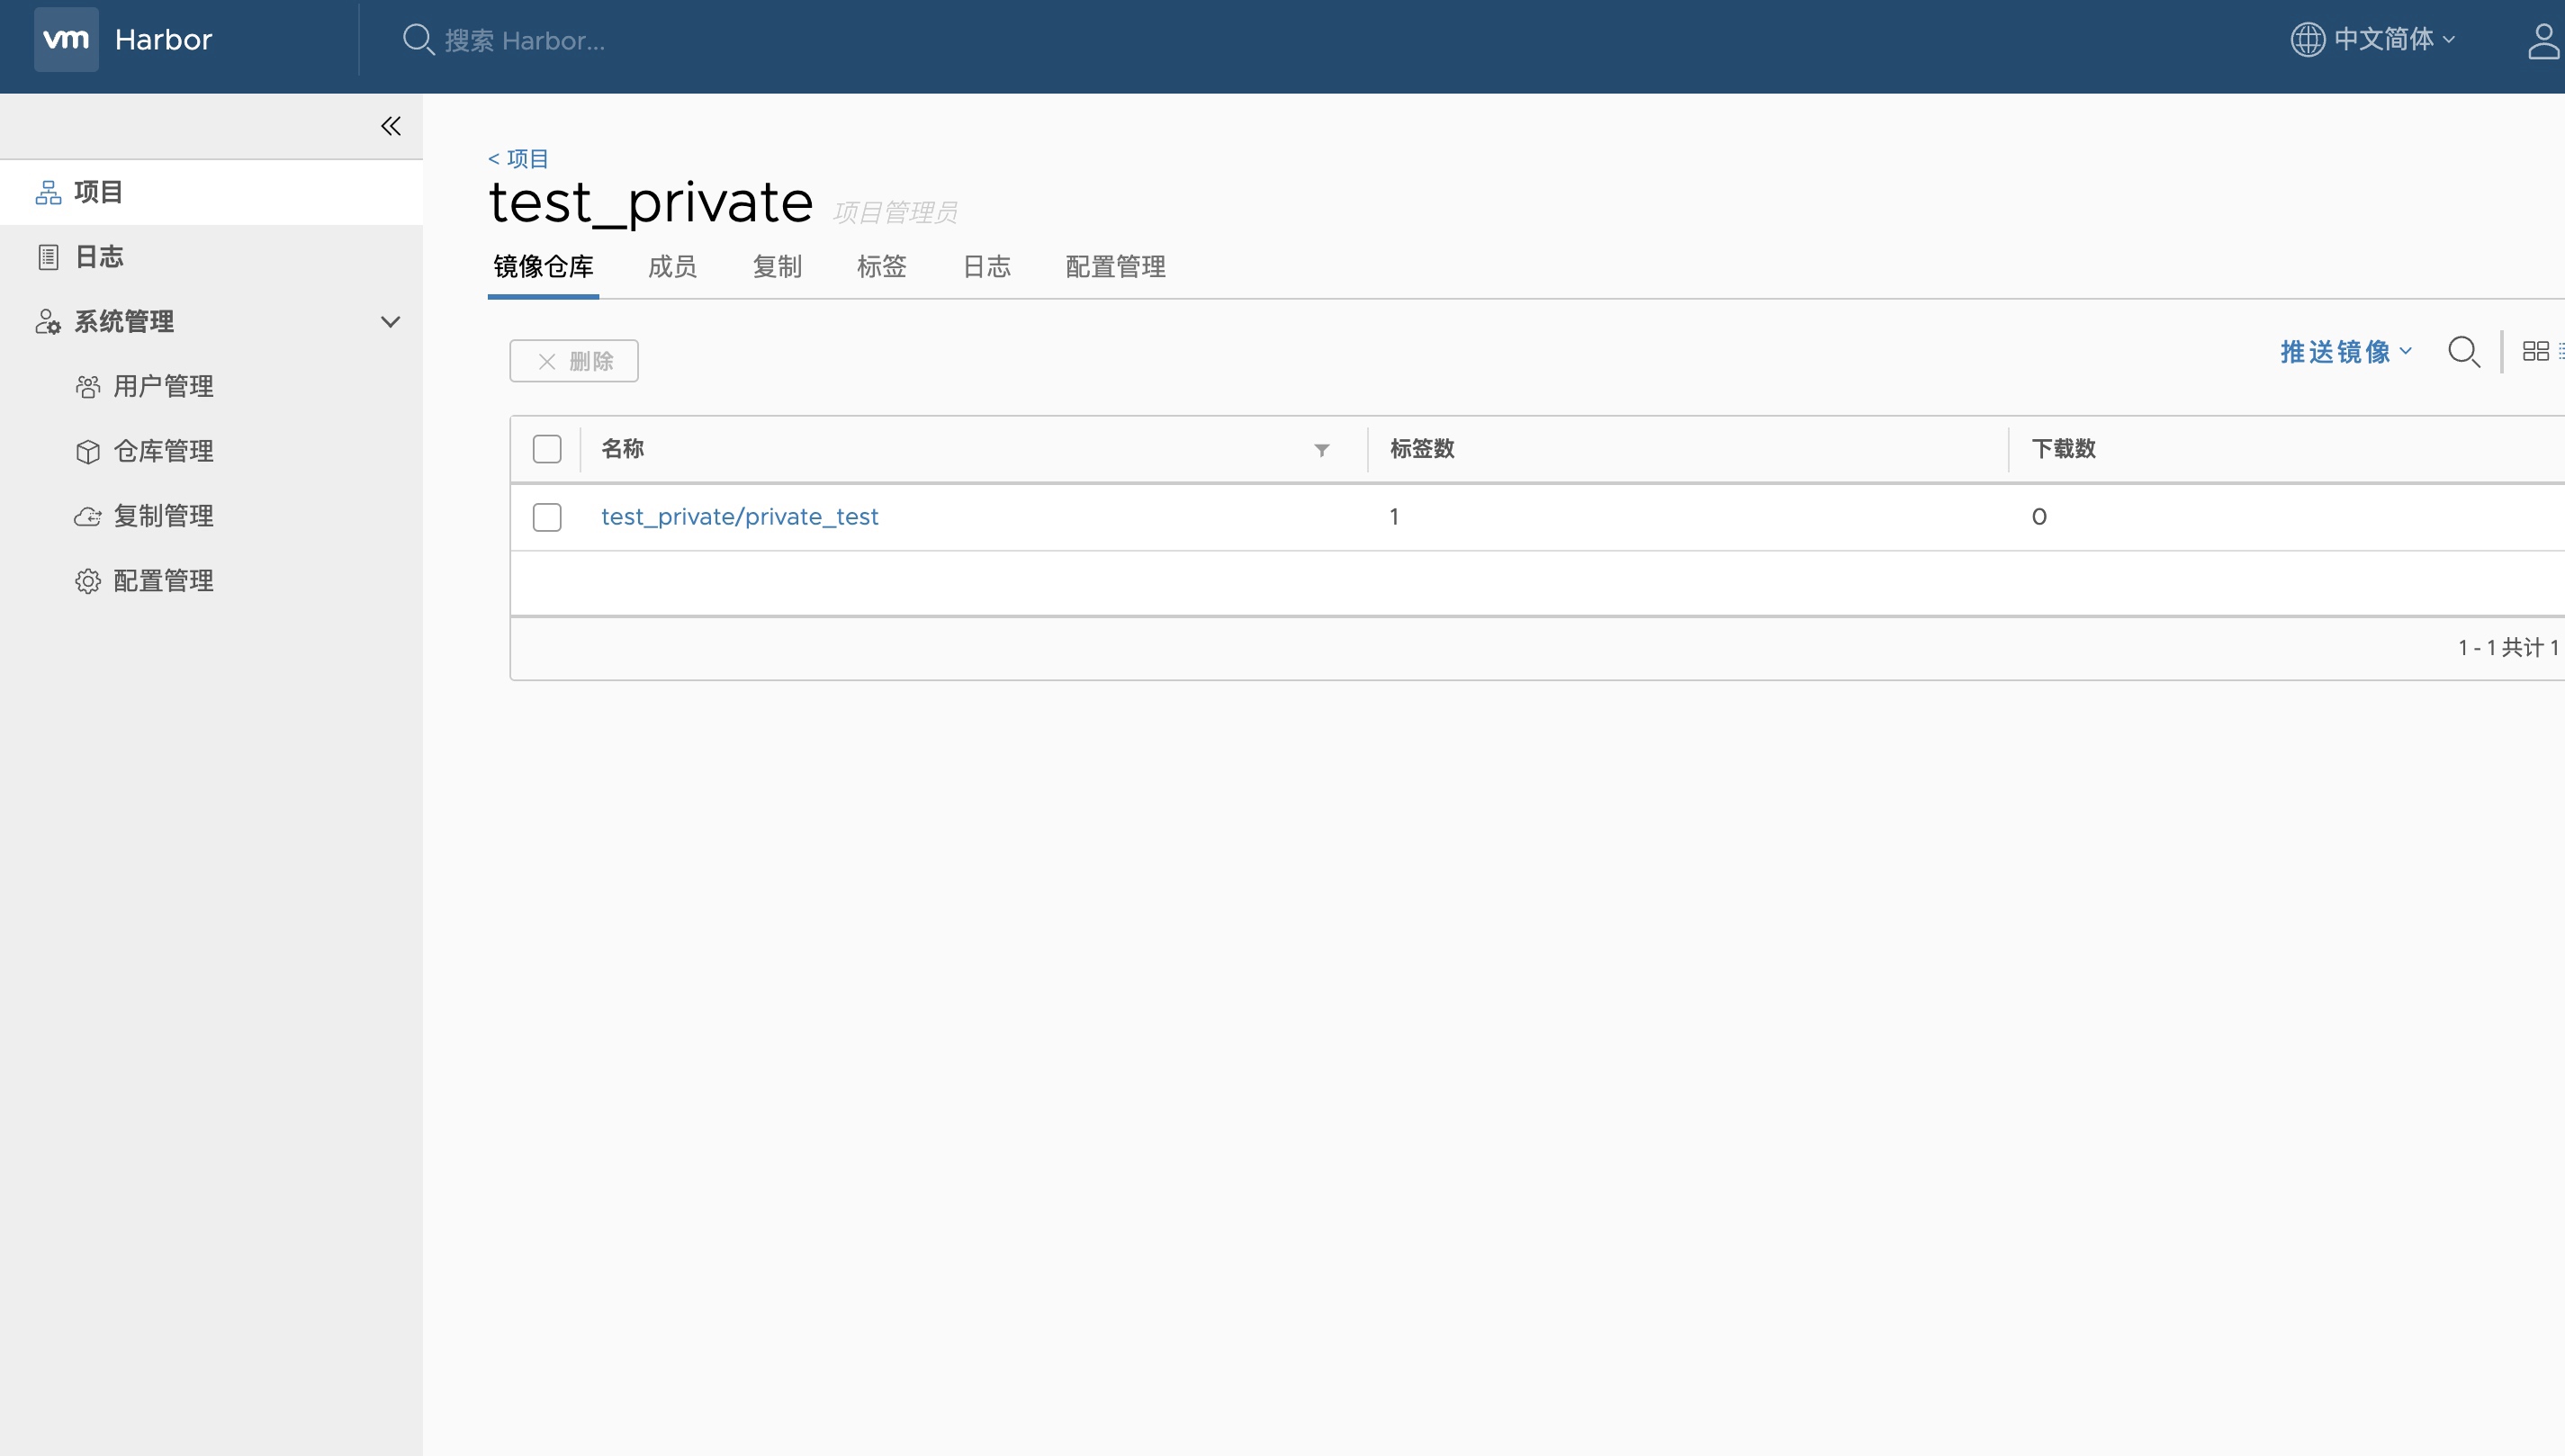 vm Harbor
搜索 Harbor...
中文简体
项目
日志
系统管理
用户管理
仓库管理
复制管理
配置管理
< 项目
test_private 项目管理员
镜像仓库 成员 复制 标签 日志 配置管理
删除
推送镜像
名称 标签数 下载数
test_private/private_test 1 0
1 - 1 共计 1